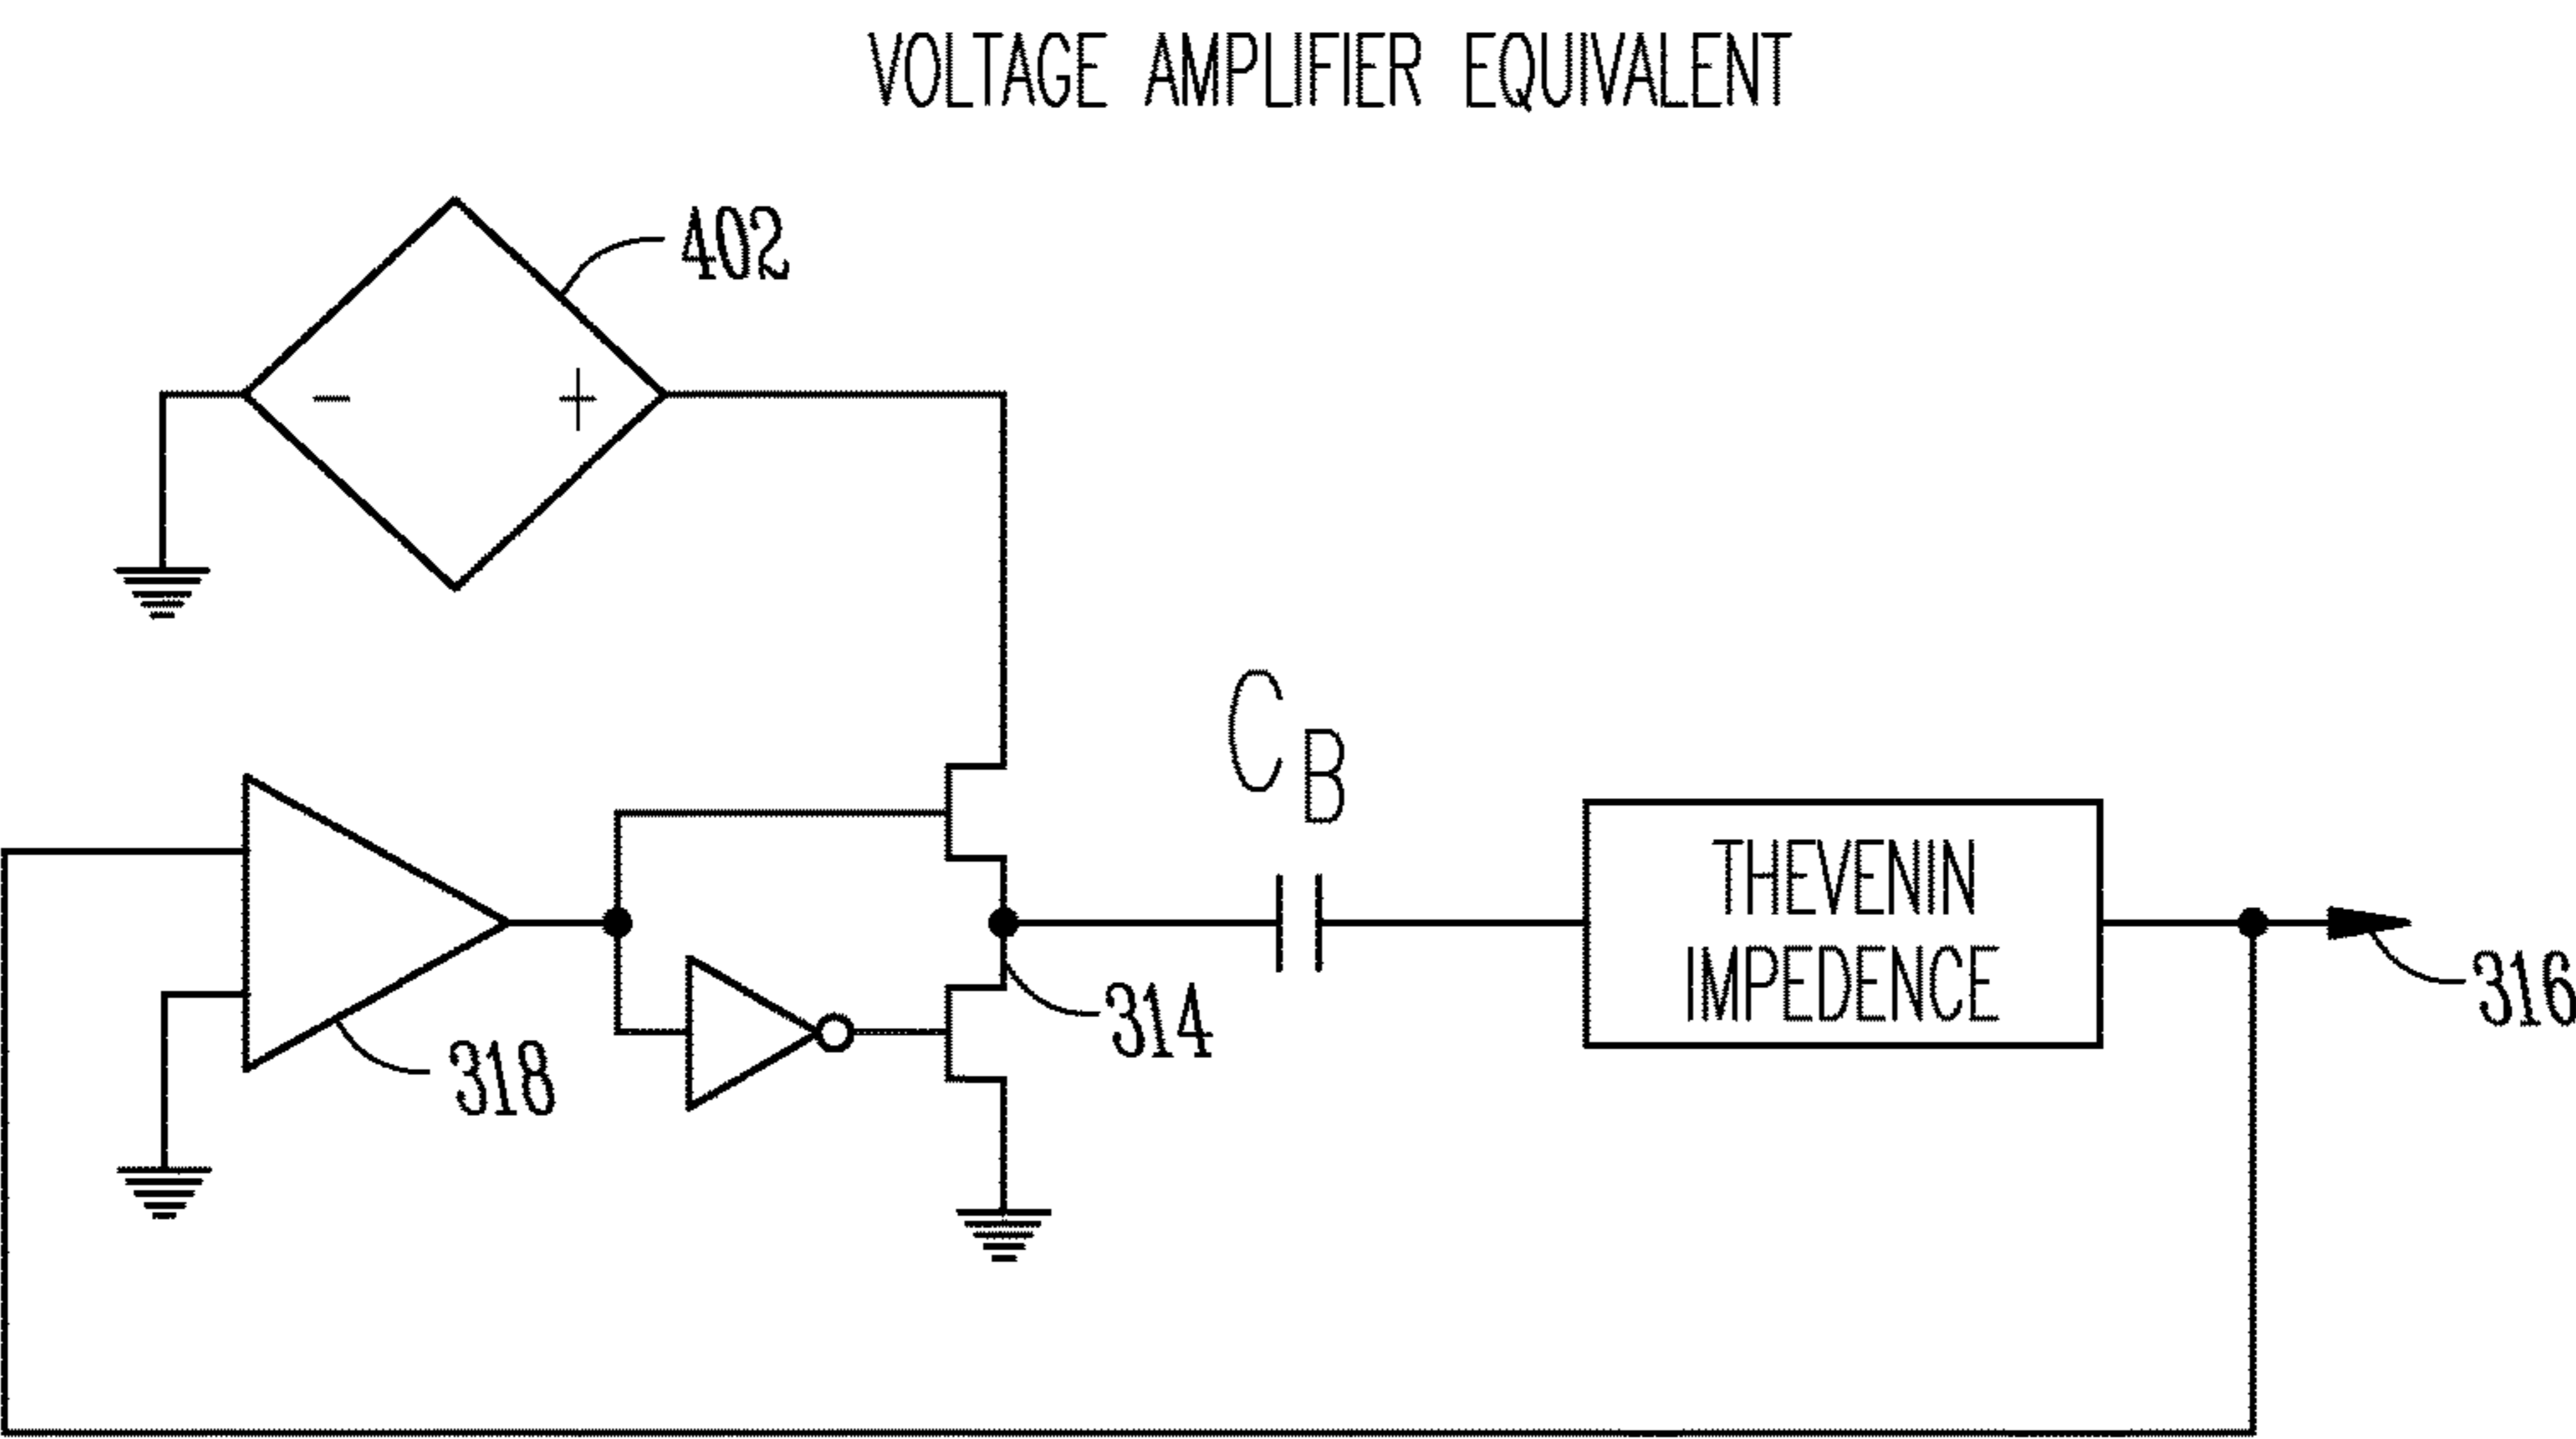 VOLTAGE AMPLIFIER EQUIVALENT
402
-
+
C B
THEVENIN
IMPEDENCE
314
316
318